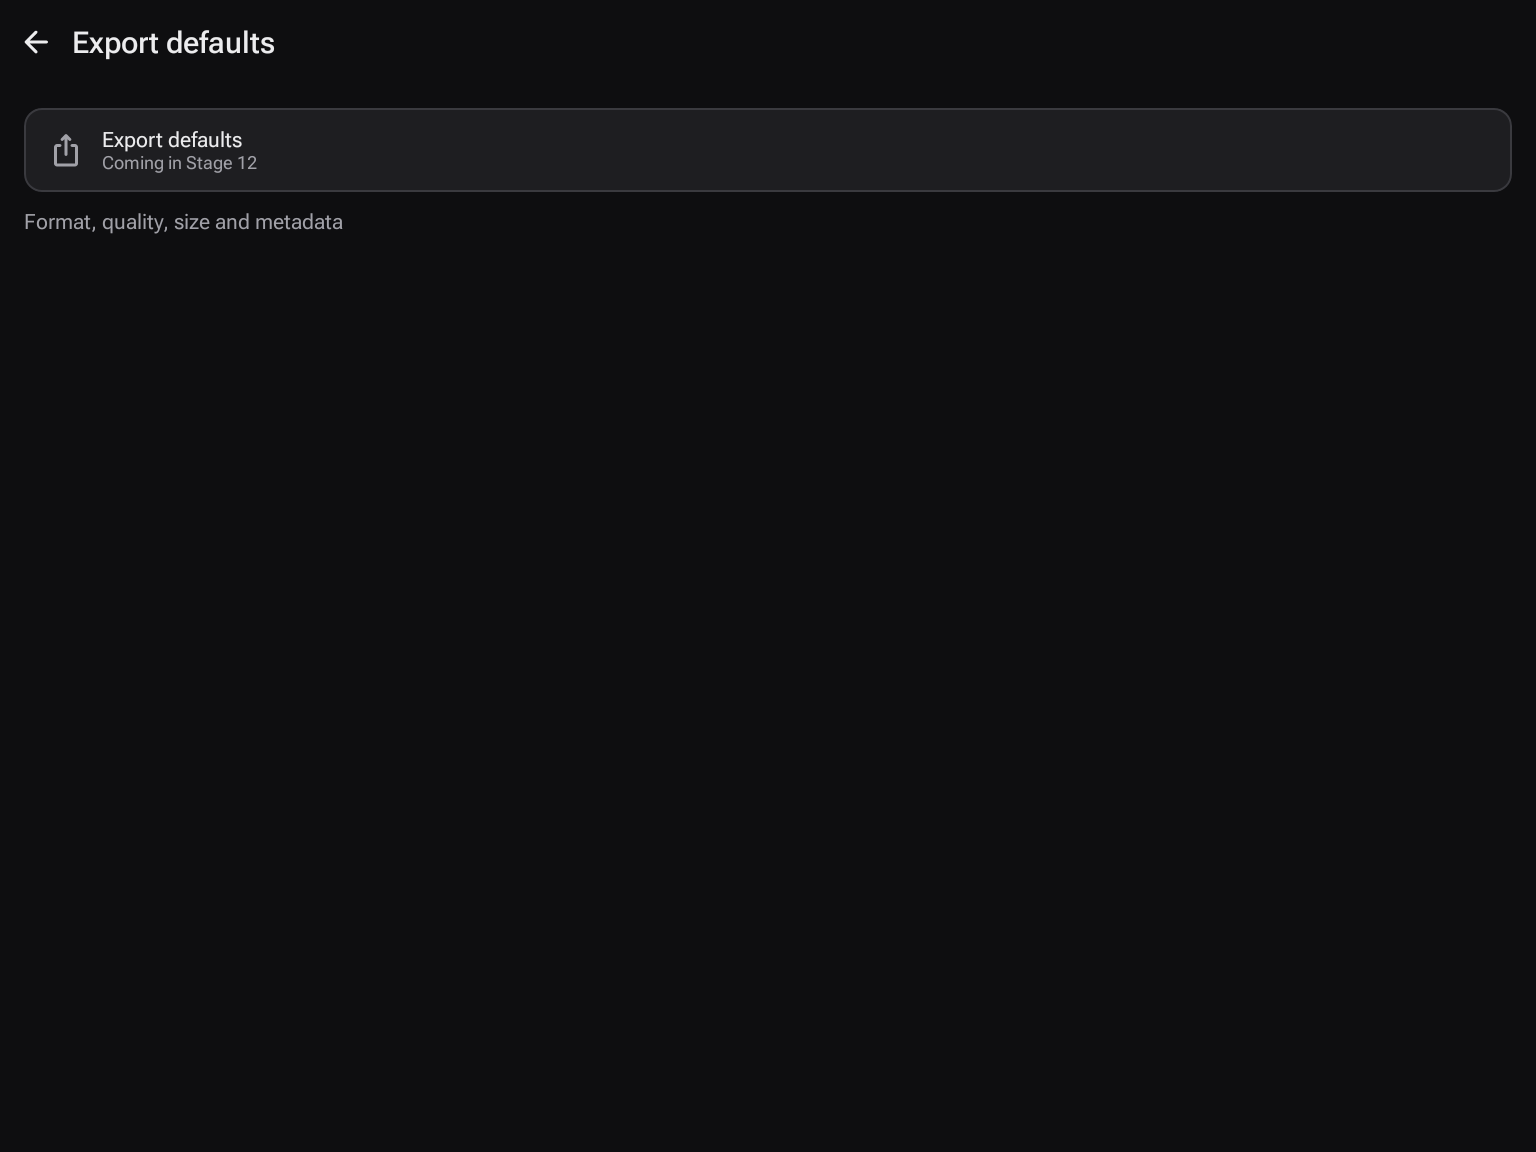 Export defaults
Export defaults
Coming in Stage 12
Format, quality, size and metadata